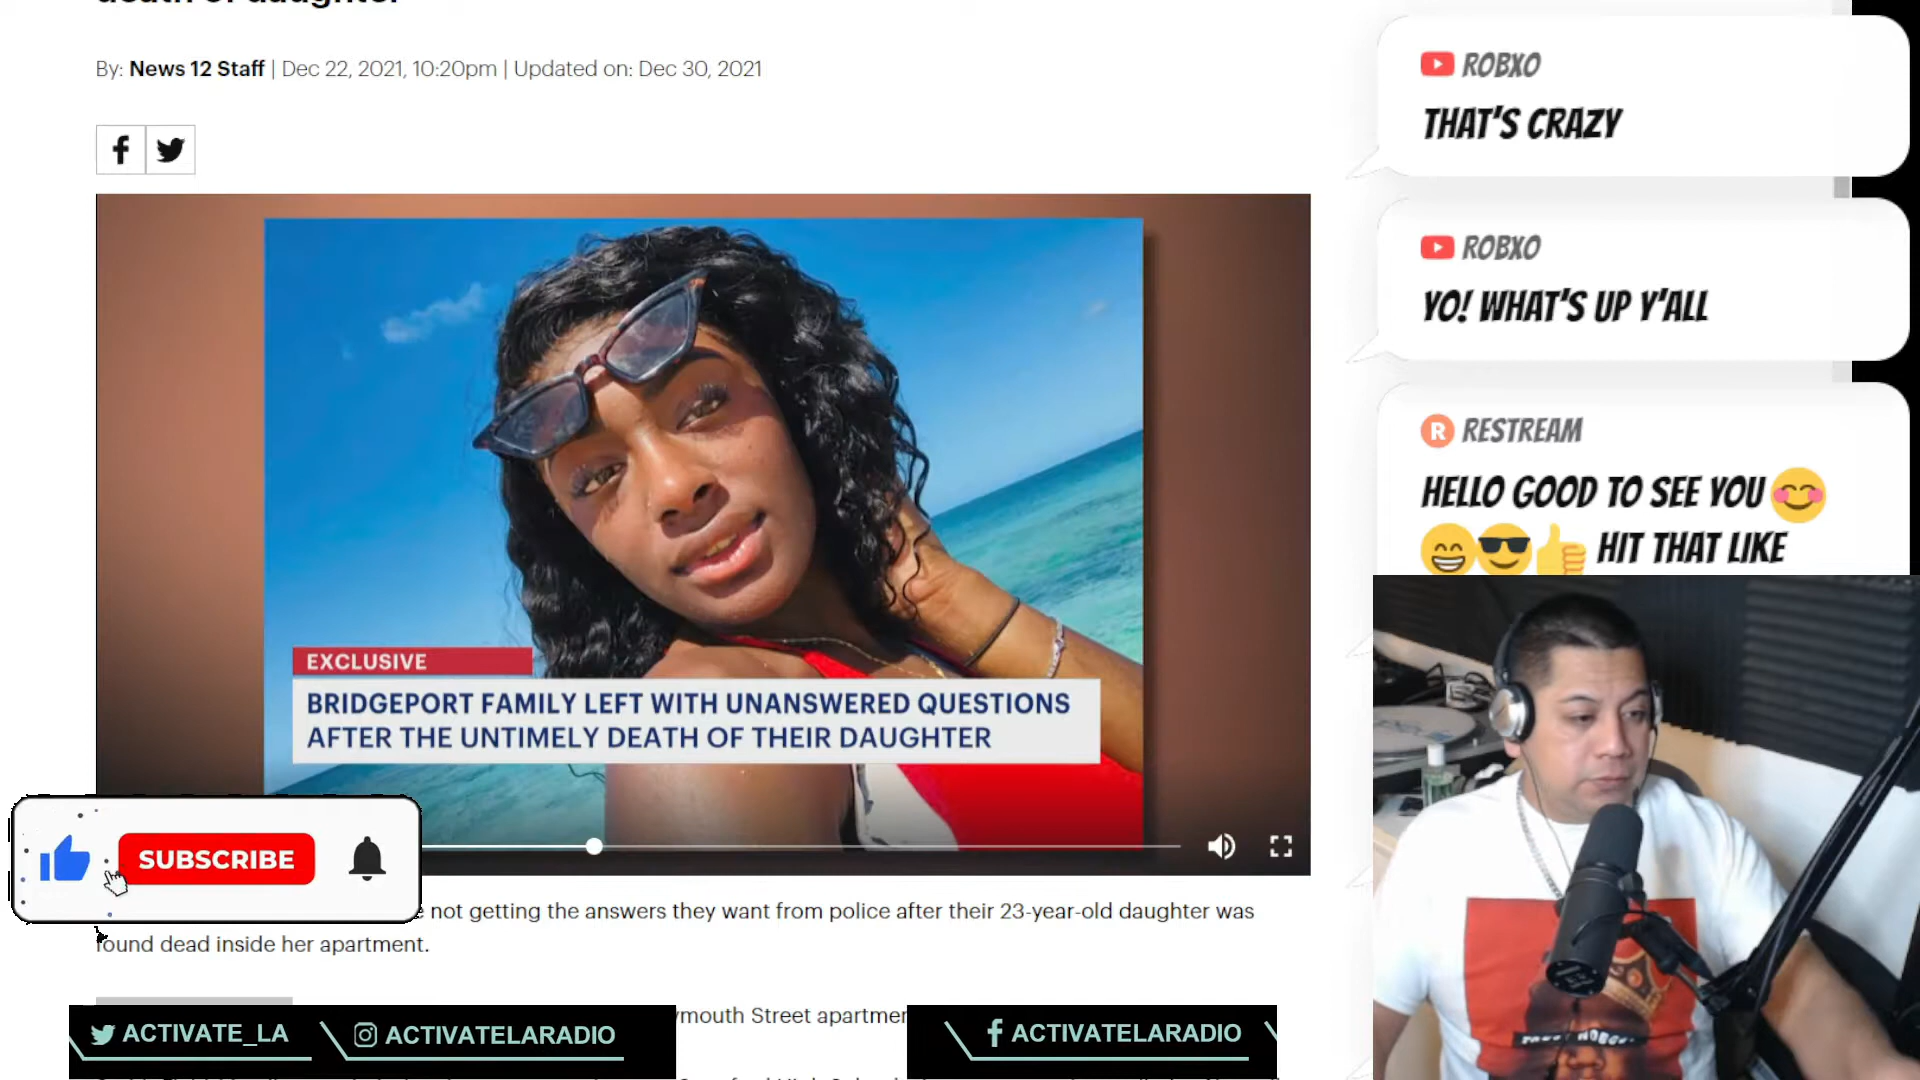 death of daughter
By: News 12 Staff | Dec 22, 2021, 10:20pm | Updated on: Dec 30, 2021
EXCLUSIVE
BRIDGEPORT FAMILY LEFT WITH UNANSWERED QUESTIONS
AFTER THE UNTIMELY DEATH OF THEIR DAUGHTER
SUBSCRIBE
not getting the answers they want from police after their 23-year-old daughter was
found dead inside her apartment.
mouth Street apartmen
ACTIVATE_LA
ACTIVATELARADIO
ACTIVATELARADIO
ROBXO
THAT'S CRAZY
ROBXO
YO! WHAT'S UP Y'ALL
R RESTREAM
HELLO GOOD TO SEE YOU 😊
😁😎👍 HIT THAT LIKE